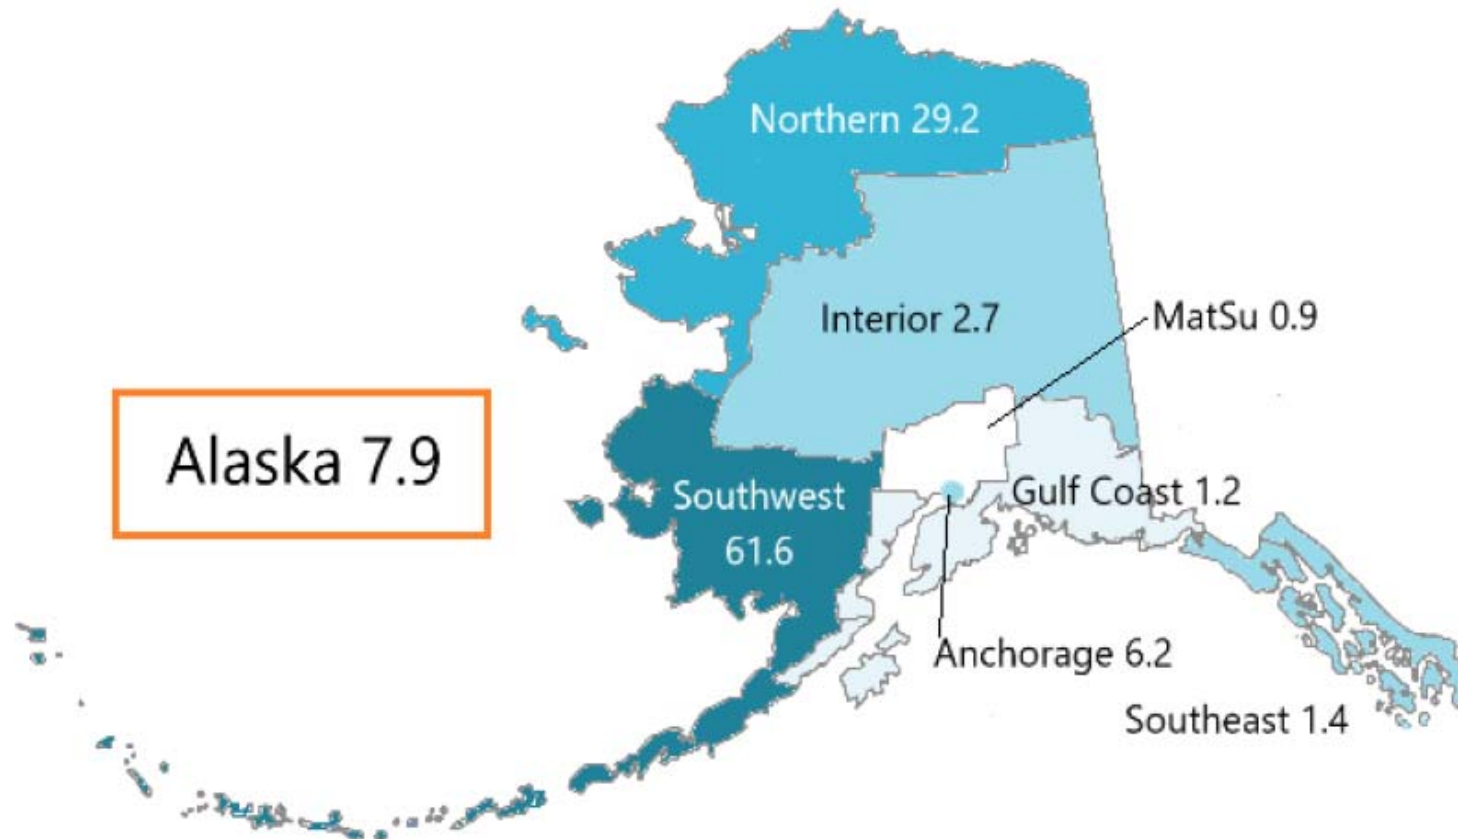 Northern 29.2
Interior 2.7
MatSu 0.9
Alaska 7.9
Southwest
61.6
Gulf Coast 1.2
Anchorage 6.2
Southeast 1.4